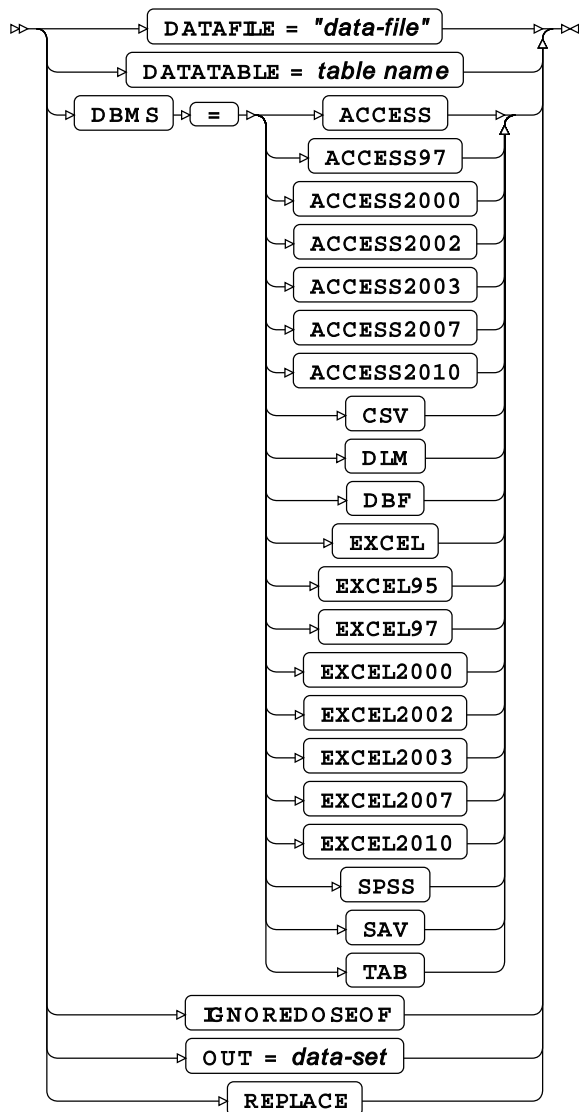 DATAFILE = "data-file"
DATATABLE = table name
DBMS = ACCESS
ACCESS97
ACCESS2000
ACCESS2002
ACCESS2003
ACCESS2007
ACCESS2010
CSV
DLM
DBF
EXCEL
EXCEL95
EXCEL97
EXCEL2000
EXCEL2002
EXCEL2003
EXCEL2007
EXCEL2010
SPSS
SAV
TAB
IGNOREDOSEOF
OUT = data-set
REPLACE